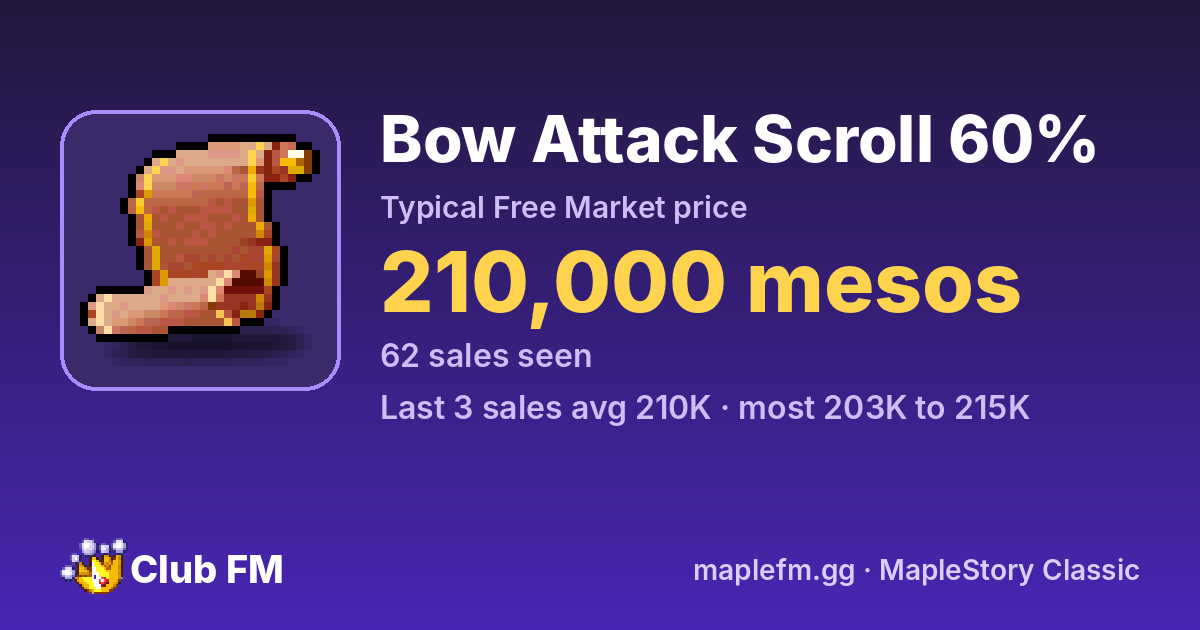 Bow Attack Scroll 60%
Typical Free Market price
210,000 mesos
62 sales seen
Last 3 sales avg 210K · most 203K to 215K
Club FM
maplefm.gg · MapleStory Classic